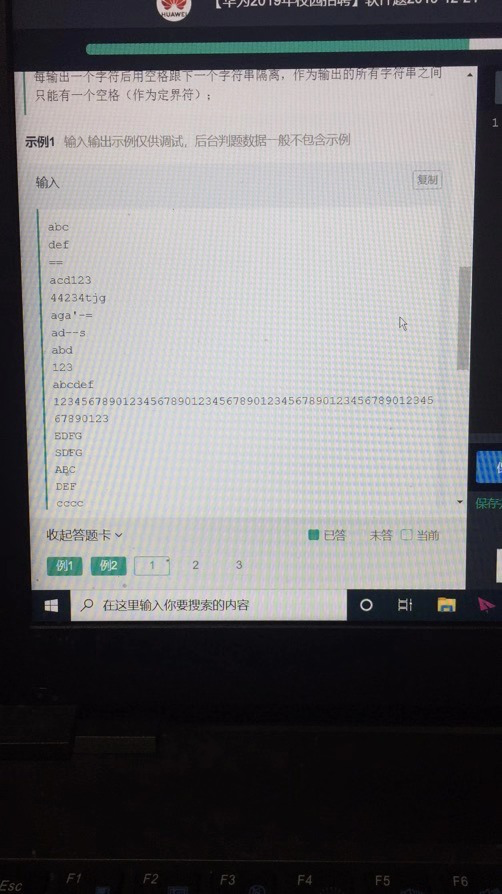 HUAWEI
【华为2019年校园招聘】软件题2018-12-21
每输出一个字符后用空格跟下一个字符串隔离，作为输出的所有字符串之间
只能有一个空格（作为定界符）；
示例1 输入输出示例仅供调试，后台判题数据一般不包含示例
输入
复制
1
abc
def
==
acd123
44234tjg
aga'-=
ad--s
abd
123
abcdef
1234567890123456789012345678901234567890123456789012345
67890123
EDFG
SDFG
ABC
DEF
cccc
保存
收起答题卡
已答 未答 当前
例1 例2 1 2 3
在这里输入你要搜索的内容
Esc F1 F2 F3 F4 F5 F6